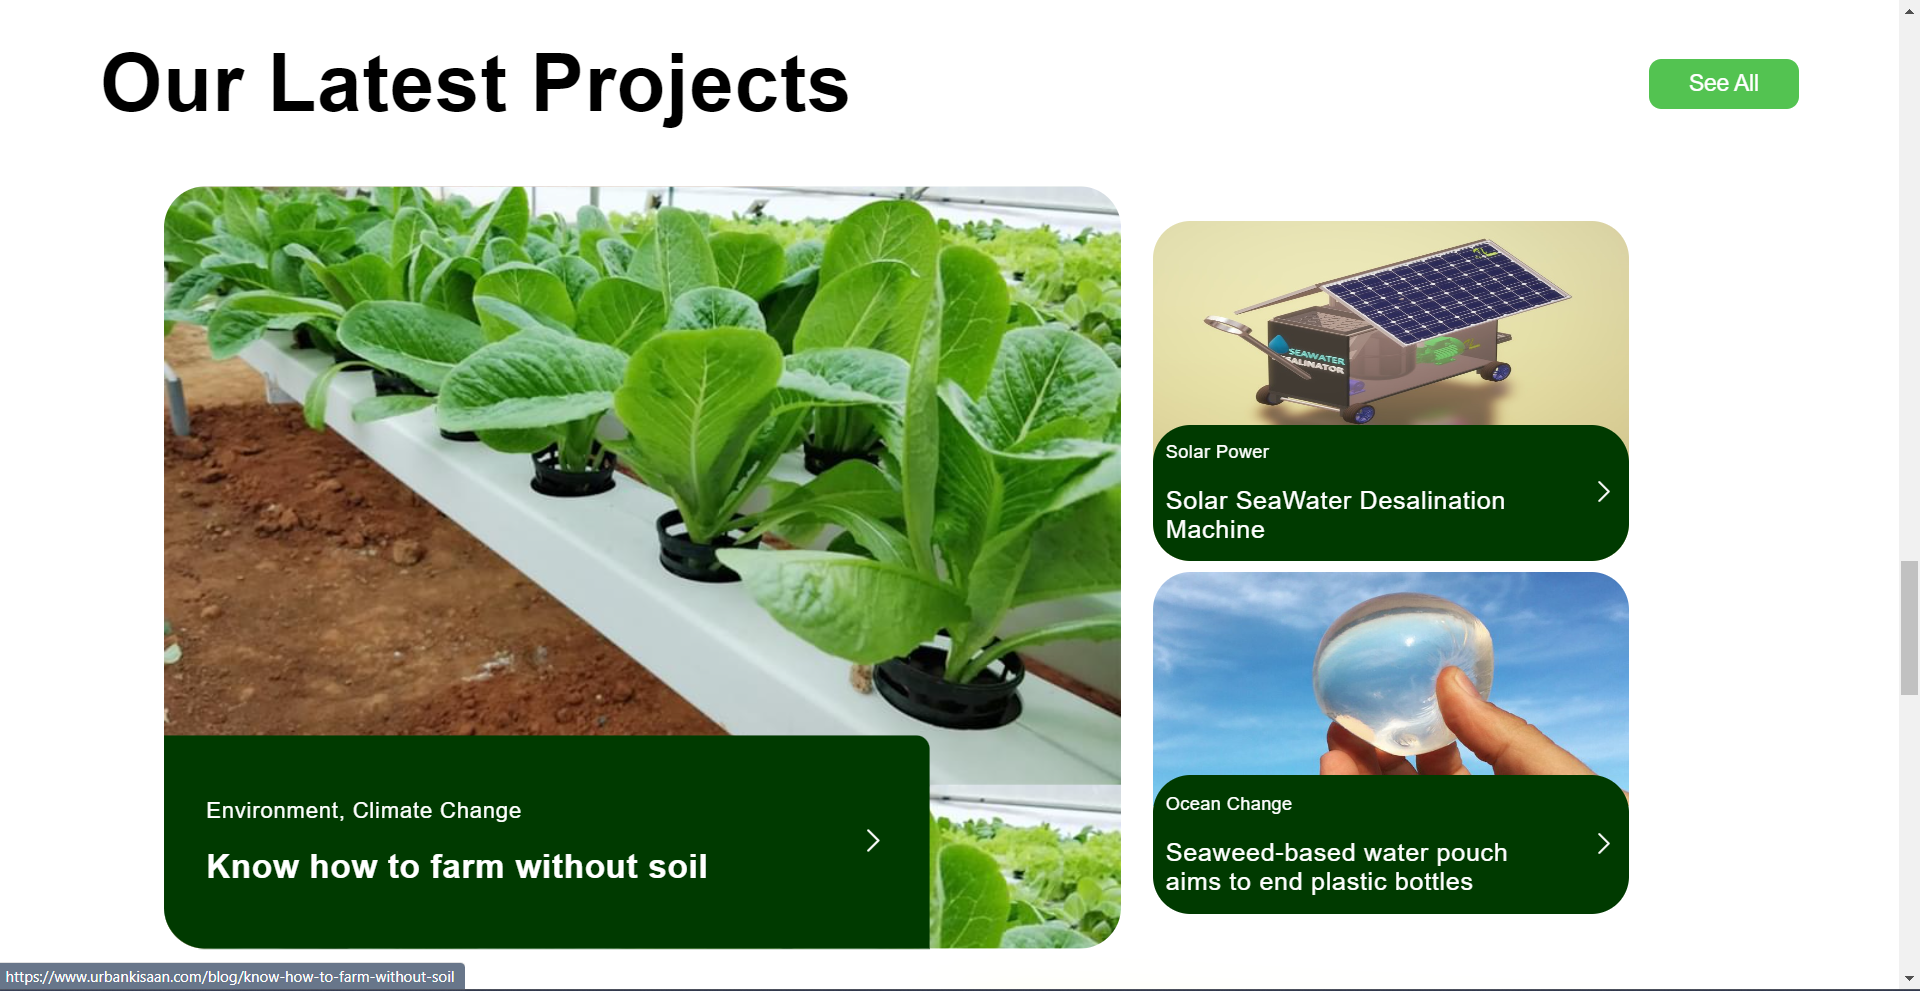 Our Latest Projects
See All
SEAWATER
Solar Power
Solar SeaWater Desalination
Machine
Ocean Change
Seaweed-based water pouch
aims to end plastic bottles
Environment, Climate Change
Know how to farm without soil
https://www.urbankisaan.com/blog/know-how-to-farm-without-soil